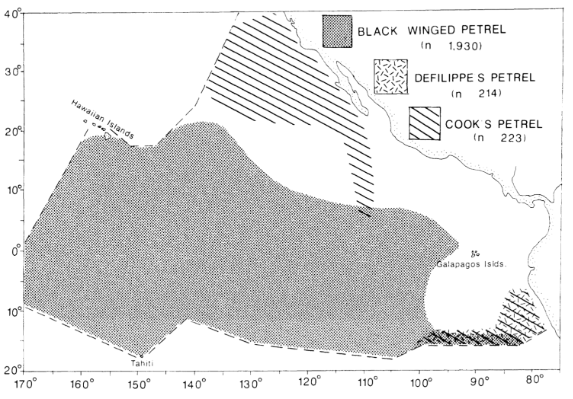 40°
30°
20°
10°
0°
10°
20°
BLACK WINGED PETREL
(n 1,930)
DEFILIPPE S PETREL
(n 214)
COOK'S PETREL
(n 223)
Hawaiian Islands
Galapagos Islds.
Tahiti
170° 160° 150° 140° 130° 120° 110° 100° 90° 80°